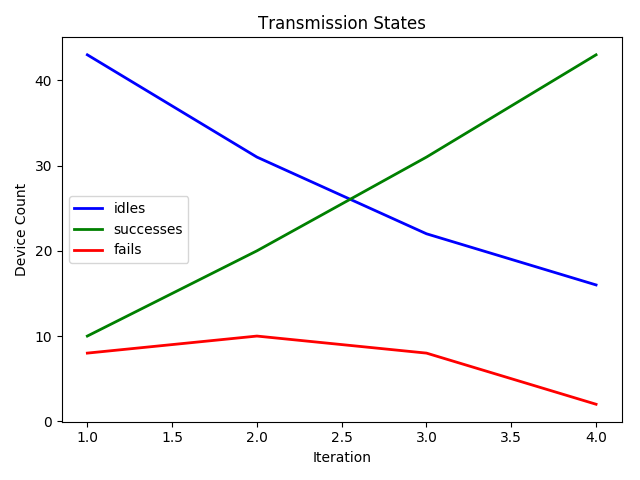 Transmission States
Device Count
40
30
20
10
0
idles
successes
fails
1.0 1.5 2.0 2.5 3.0 3.5 4.0
Iteration